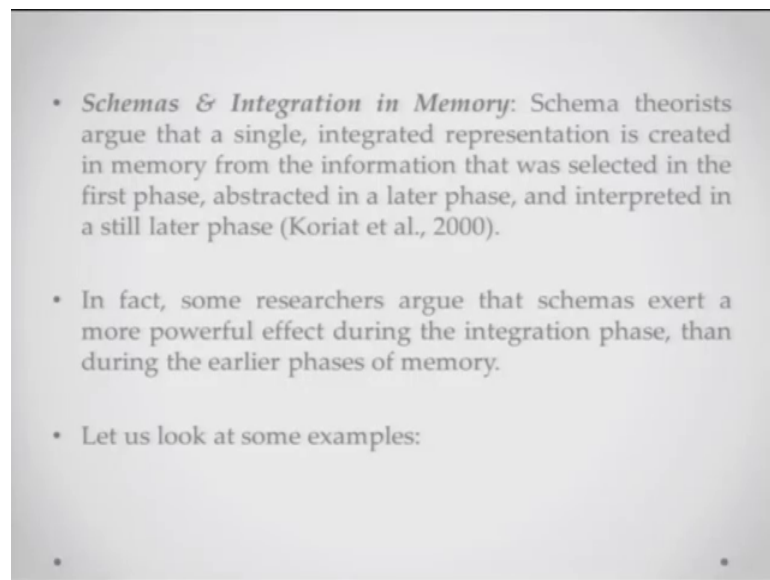 • Schemas & Integration in Memory: Schema theorists
argue that a single, integrated representation is created
in memory from the information that was selected in the
first phase, abstracted in a later phase, and interpreted in
a still later phase (Koriat et al., 2000).
• In fact, some researchers argue that schemas exert a
more powerful effect during the integration phase, than
during the earlier phases of memory.
• Let us look at some examples: